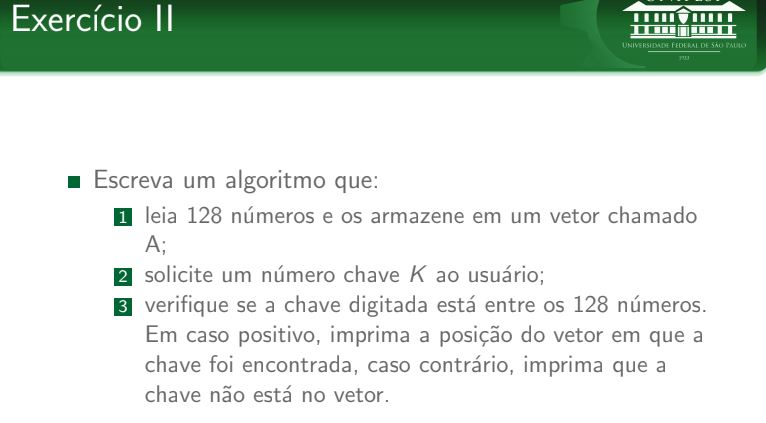 Exercício II
UNIVERSIDADE FEDERAL DE SÃO PAULO
1933
Escreva um algoritmo que:
1 leia 128 números e os armazene em um vetor chamado
A;
2 solicite um número chave K ao usuário;
3 verifique se a chave digitada está entre os 128 números.
Em caso positivo, imprima a posição do vetor em que a
chave foi encontrada, caso contrário, imprima que a
chave não está no vetor.